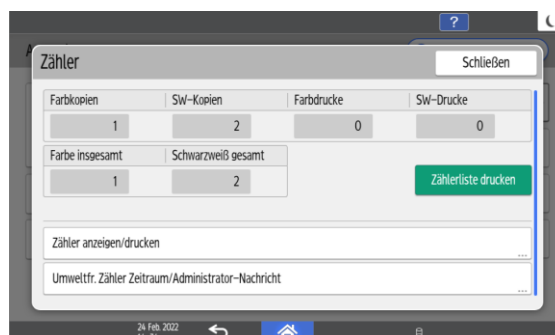 ?
Zähler
Schließen
Farbkopien SW-Kopien Farbdrucke SW-Drucke
1 2 0 0
Farbe insgesamt Schwarzweiß gesamt
1 2
Zählerliste drucken
Zähler anzeigen/drucken
...
Umweltfr. Zähler Zeitraum/Administrator-Nachricht
...
24 Feb. 2022